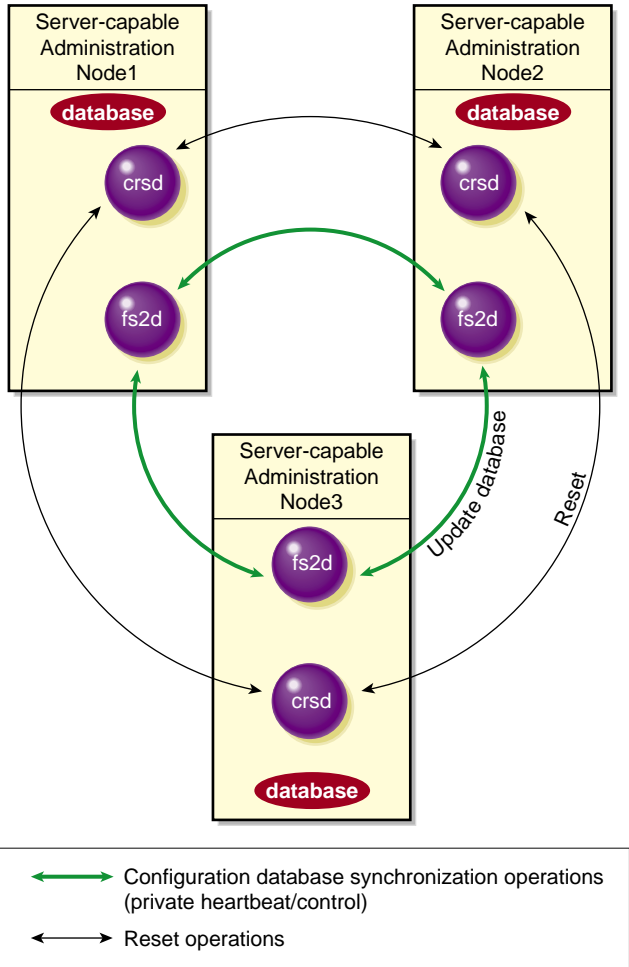 Server-capable
Administration
Node1
database
crsd
fs2d
Server-capable
Administration
Node2
database
crsd
fs2d
Server-capable
Administration
Node3
fs2d
crsd
database
Update database
Reset
Configuration database synchronization operations
(private heartbeat/control)
Reset operations